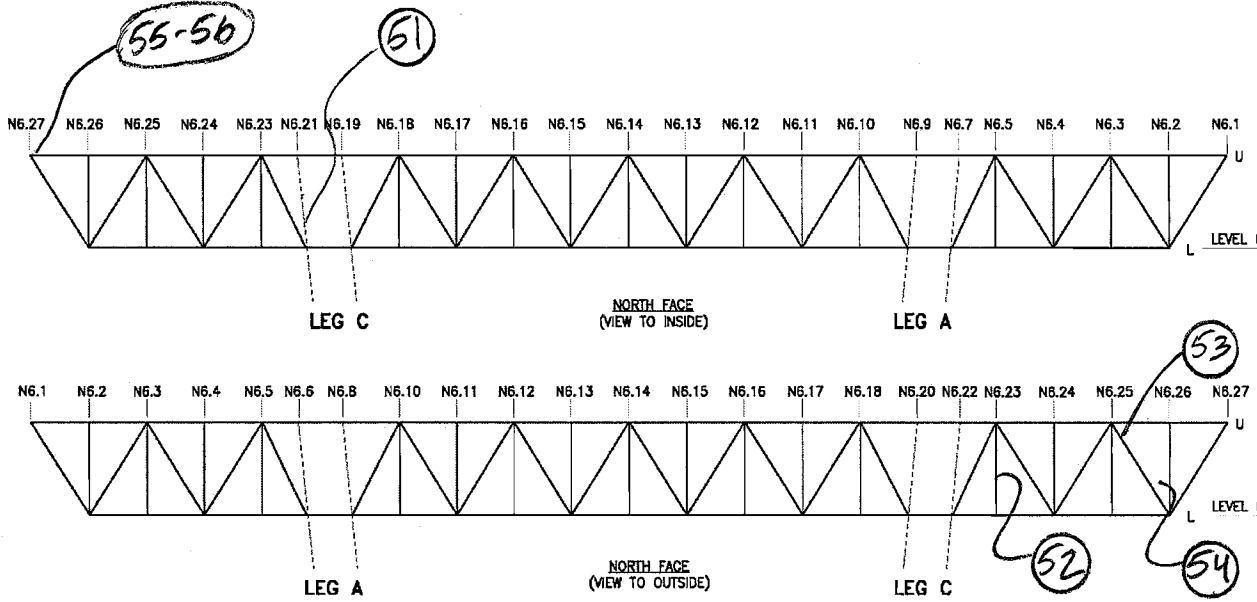 55-56 51
N6.27 N6.26 N6.25 N6.24 N6.23 N6.21 N6.19 N6.18 N6.17 N6.16 N6.15 N6.14 N6.13 N6.12 N6.11 N6.10 N6.9 N6.7 N6.5 N6.4 N6.3 N6.2 N6.1
U
L LEVEL
LEG C NORTH FACE LEG A
(VIEW TO INSIDE)
53
N6.1 N6.2 N6.3 N6.4 N6.5 N6.6 N6.8 N6.10 N6.11 N6.12 N6.13 N6.14 N6.15 N6.16 N6.17 N6.18 N6.20 N6.22 N6.23 N6.24 N6.25 N6.26 N6.27
U
L LEVEL
52 54
LEG A NORTH FACE LEG C
(VIEW TO OUTSIDE)